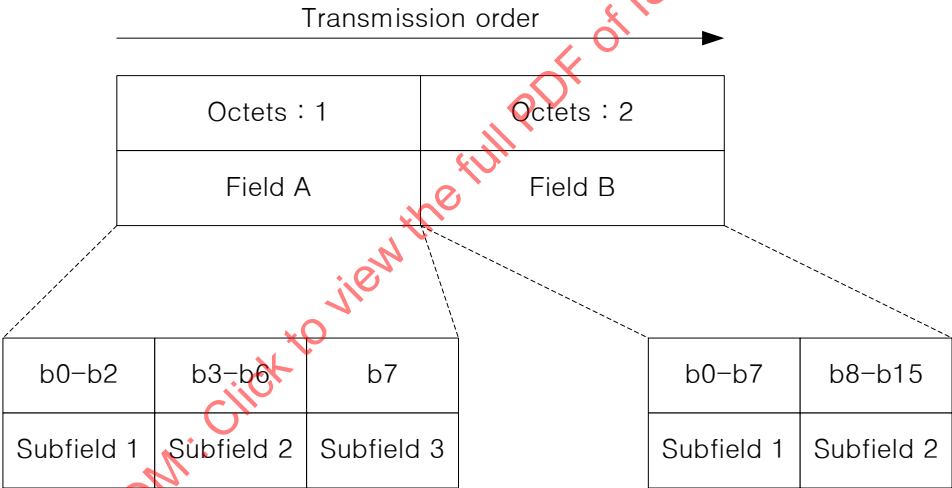 Transmission order
Octets : 1 Octets : 2
Field A Field B
b0-b2 b3-b6 b7 b0-b7 b8-b15
Subfield 1 Subfield 2 Subfield 3 Subfield 1 Subfield 2
OM : Click to view the full PDF of